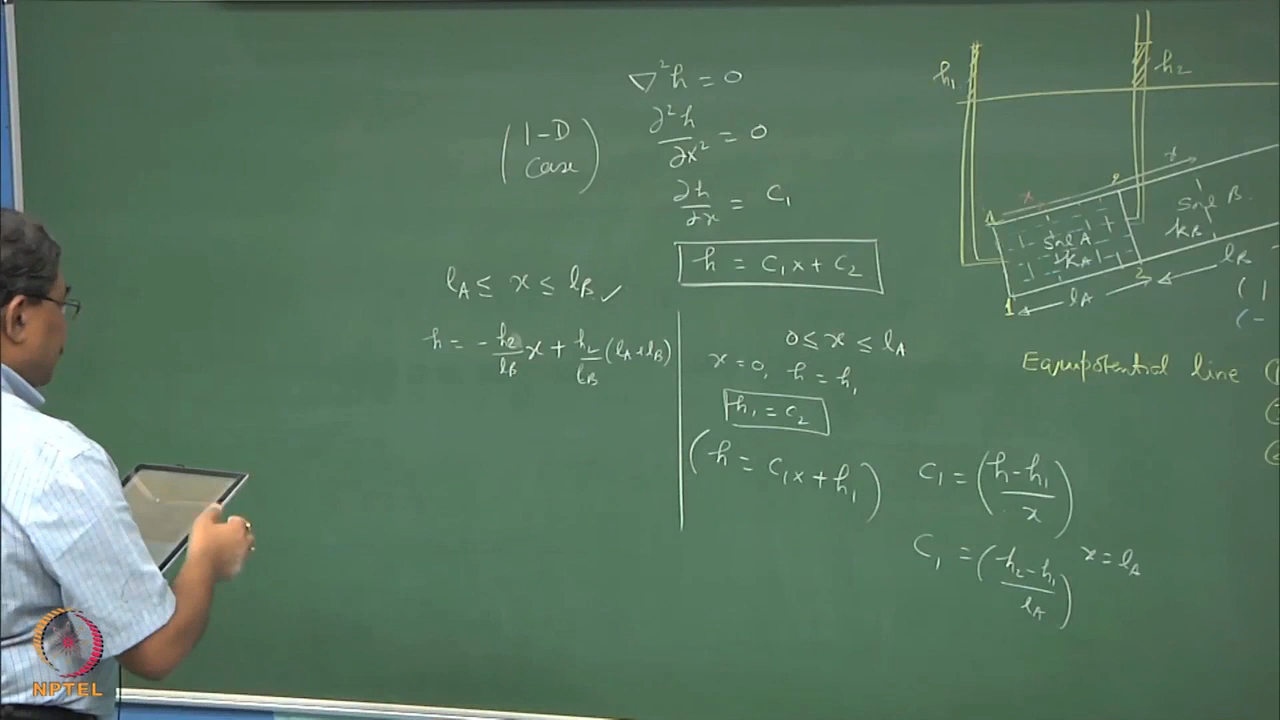 ∇²h = 0
(1-D Case)
∂²h/∂x² = 0
∂h/∂x = C₁
h = C₁x + C₂
l_A ≤ x ≤ l_B ✓
h = - h₂/l_B x + h₂/l_B (l_A + l_B)
0 ≤ x ≤ l_A
x = 0, h = h₁
h₁ = C₂
(h = C₁x + h₁)
C₁ = (h - h₁ / x)
C₁ = (h₂ - h₁ / l_A) x = l_A
h₁
h₂
x
Soil A
k_A
Soil B
k_B
1
2
l_A
l_B
Equipotential line
NPTEL